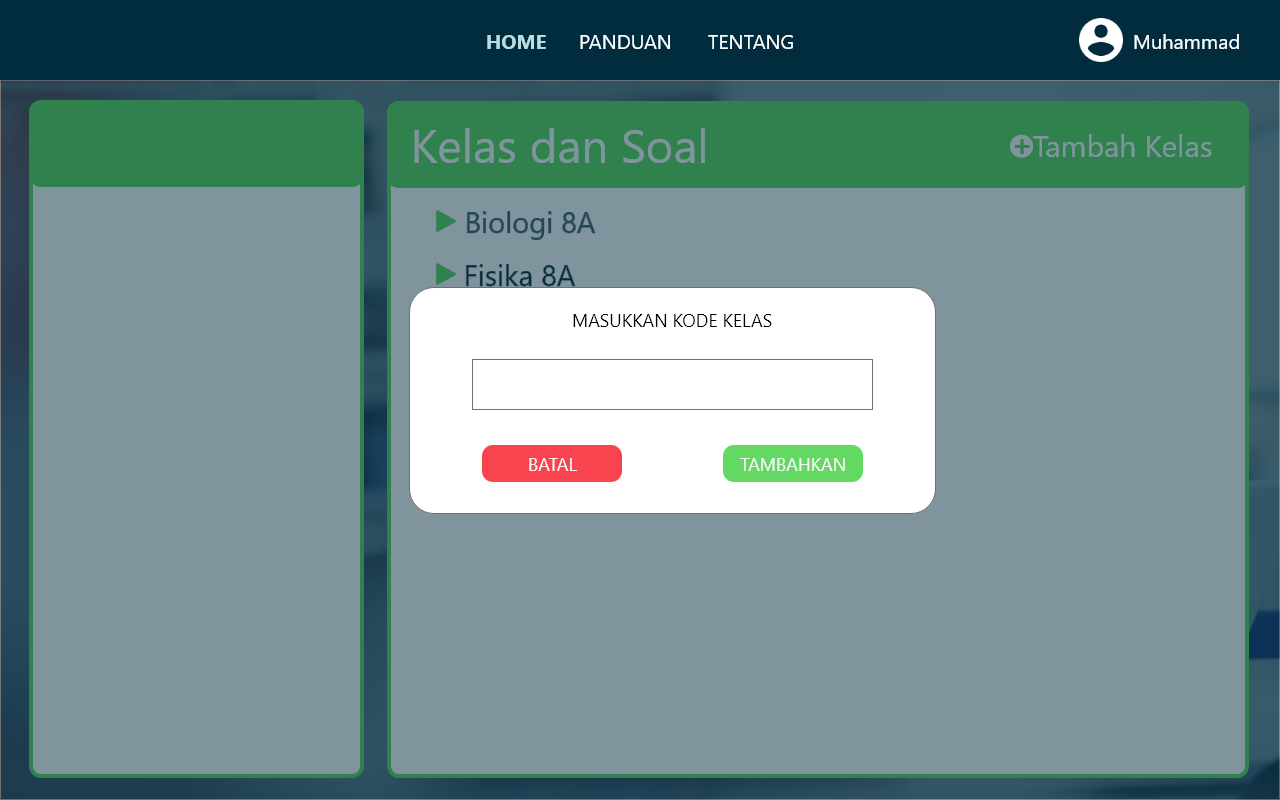 HOME PANDUAN TENTANG Muhammad
Kelas dan Soal Tambah Kelas
Biologi 8A
Fisika 8A
MASUKKAN KODE KELAS
BATAL TAMBAHKAN